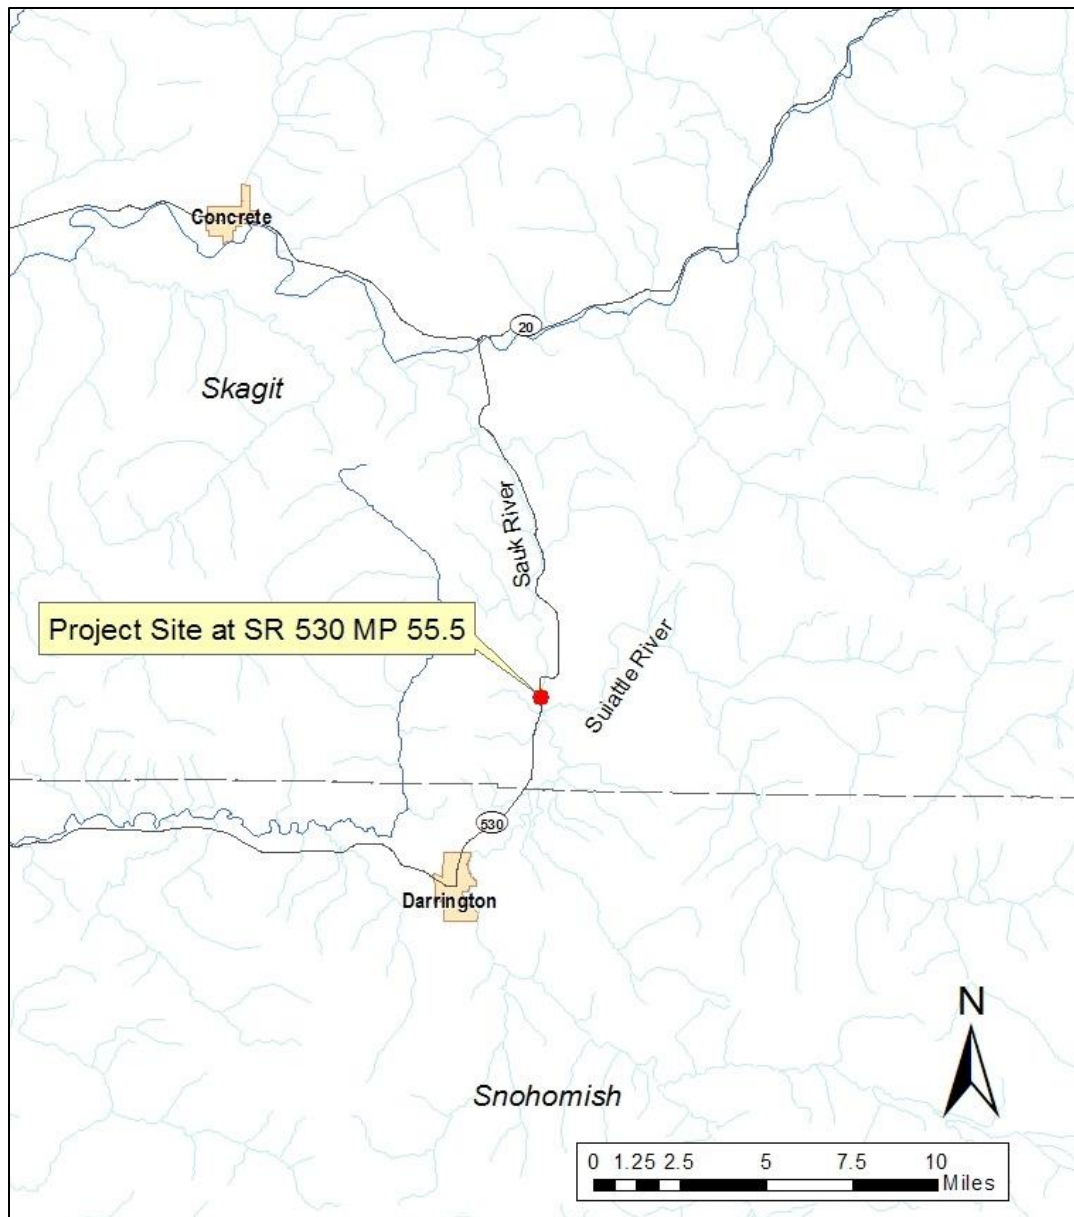 Concrete
20
Skagit
Sauk River
Project Site at SR 530 MP 55.5
Suiattle River
530
Darrington
N
Snohomish
0 1.25 2.5 5 7.5 10
Miles